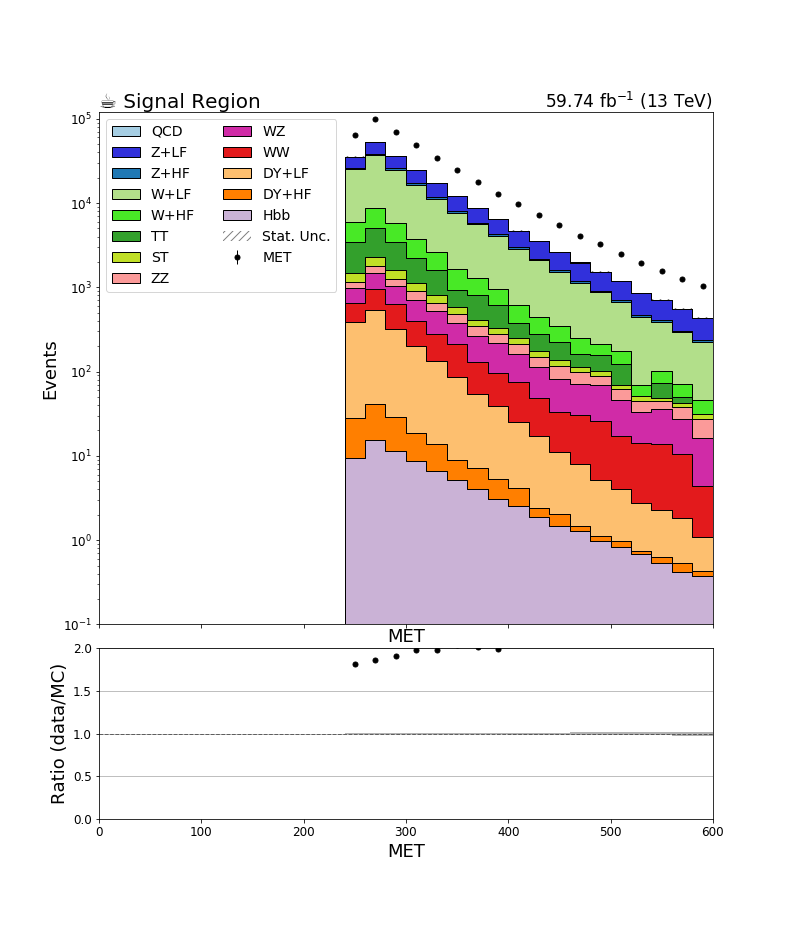 ☕ Signal Region
59.74 fb⁻¹ (13 TeV)
QCD
Z+LF
Z+HF
W+LF
W+HF
TT
ST
ZZ
WZ
WW
DY+LF
DY+HF
Hbb
Stat. Unc.
MET
Events
10⁵
10⁴
10³
10²
10¹
10⁰
10⁻¹
MET
Ratio (data/MC)
2.0
1.5
1.0
0.5
0.0
0 100 200 300 400 500 600
MET